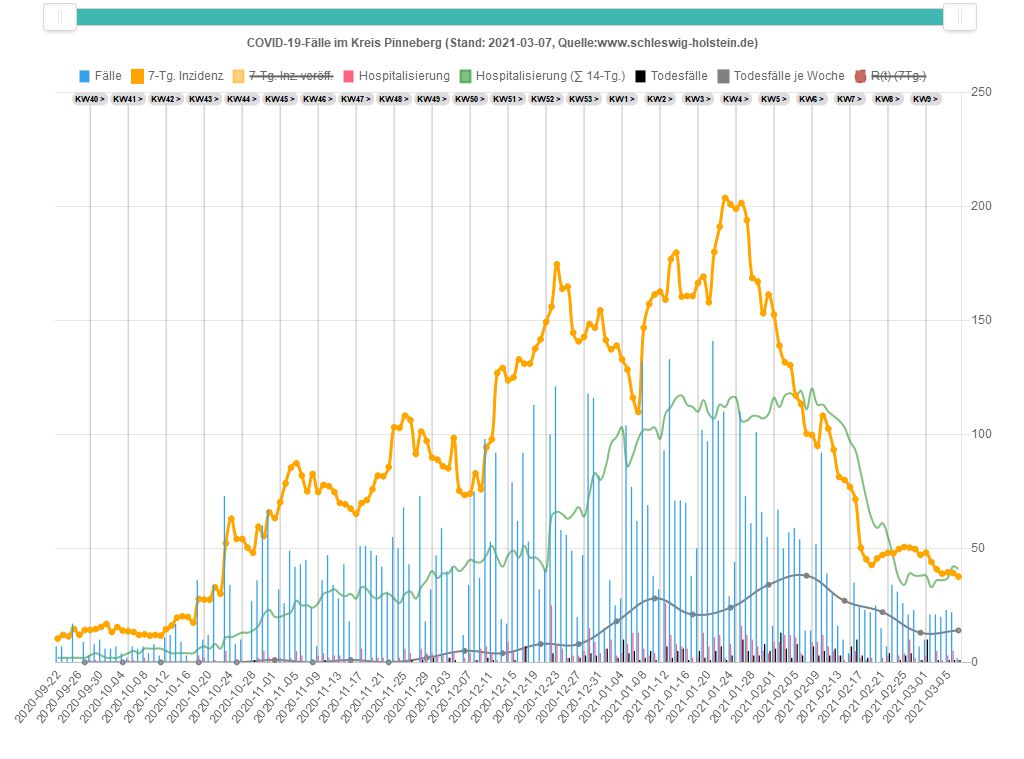 COVID-19-Fälle im Kreis Pinneberg (Stand: 2021-03-07, Quelle:www.schleswig-holstein.de)
Fälle 7-Tg. Inzidenz 7-Tg. Inz. veröff. Hospitalisierung Hospitalisierung (∑ 14-Tg.) Todesfälle Todesfälle je Woche R(t) (7Tg.)
KW40 > KW41 > KW42 > KW43 > KW44 > KW45 > KW46 > KW47 > KW48 > KW49 > KW50 > KW51 > KW52 > KW53 > KW1 > KW2 > KW3 > KW4 > KW5 > KW6 > KW7 > KW8 > KW9 >
250
200
150
100
50
0
2020-09-22 2020-09-26 2020-09-30 2020-10-04 2020-10-08 2020-10-12 2020-10-16 2020-10-20 2020-10-24 2020-10-28 2020-11-01 2020-11-05 2020-11-09 2020-11-13 2020-11-17 2020-11-21 2020-11-25 2020-11-29 2020-12-03 2020-12-07 2020-12-11 2020-12-15 2020-12-19 2020-12-23 2020-12-27 2020-12-31 2021-01-04 2021-01-08 2021-01-12 2021-01-16 2021-01-20 2021-01-24 2021-01-28 2021-02-01 2021-02-05 2021-02-09 2021-02-13 2021-02-17 2021-02-21 2021-02-25 2021-03-01 2021-03-05